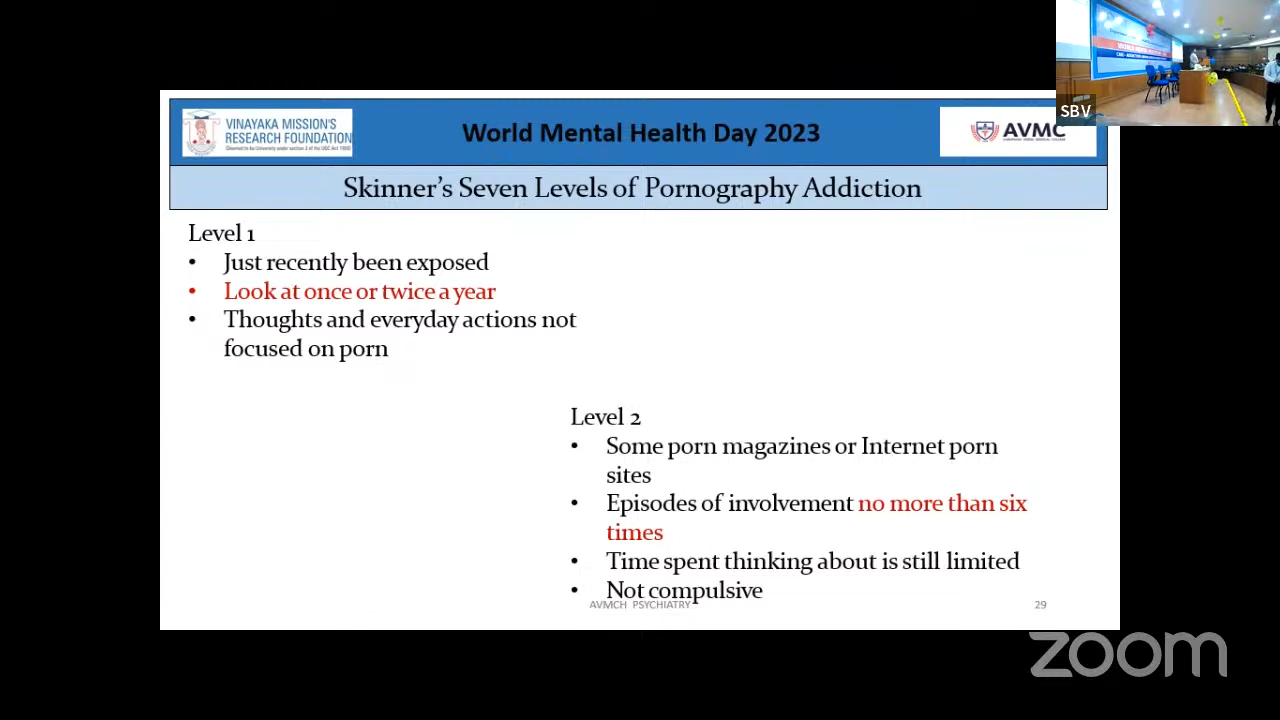 VINAYAKA MISSION'S
RESEARCH FOUNDATION
World Mental Health Day 2023
AVMC
SBV
Skinner's Seven Levels of Pornography Addiction
Level 1
• Just recently been exposed
• Look at once or twice a year
• Thoughts and everyday actions not
focused on porn
Level 2
• Some porn magazines or Internet porn
sites
• Episodes of involvement no more than six
times
• Time spent thinking about is still limited
• Not compulsive
AVMCH PSYCHIATRY
29
zoom